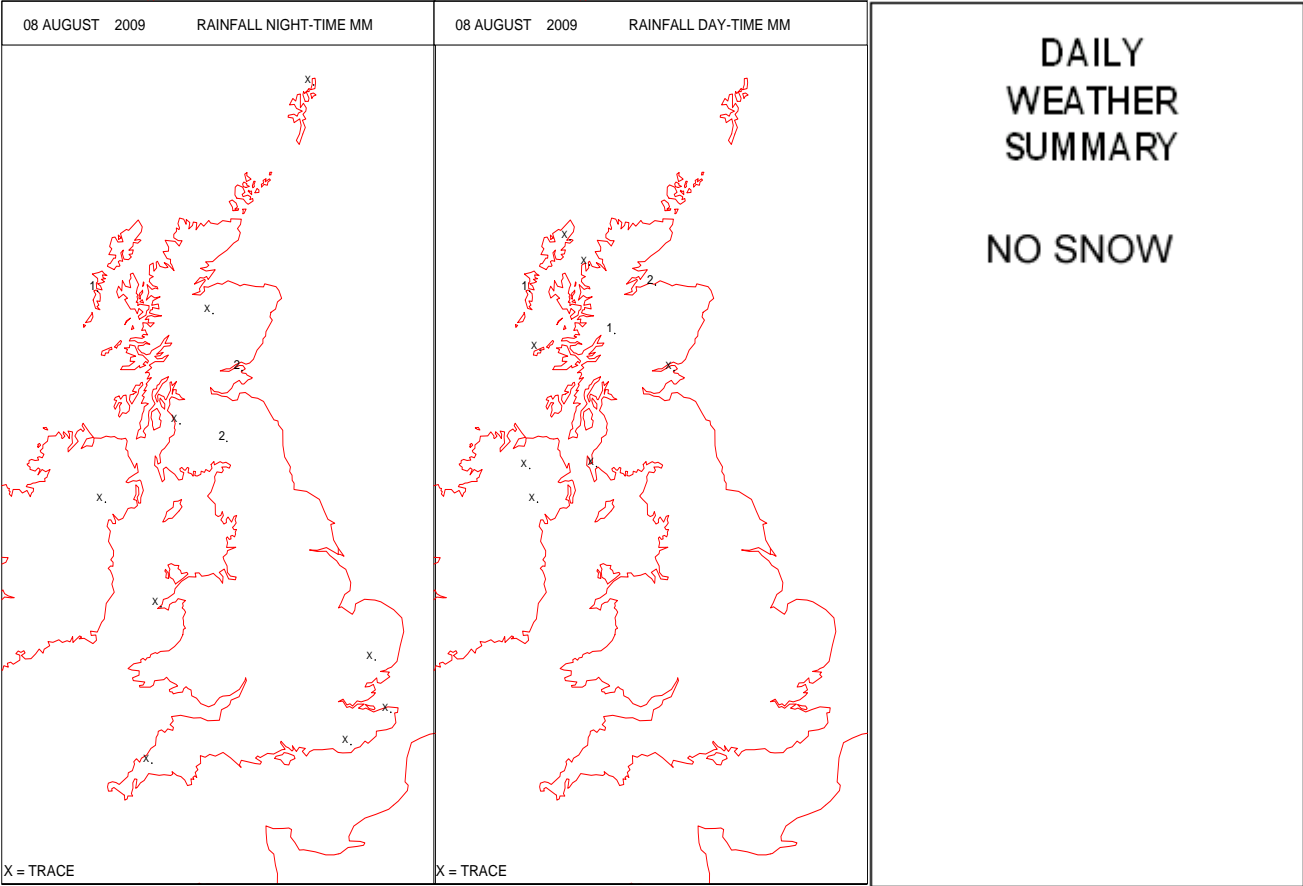 08 AUGUST 2009 RAINFALL NIGHT-TIME MM
X
1
X
2
X
2
X
X
X
X
X
X
X = TRACE
08 AUGUST 2009 RAINFALL DAY-TIME MM
X
X
2
1
1
X
X
X
X
X
X = TRACE
DAILY
WEATHER
SUMMARY
NO SNOW